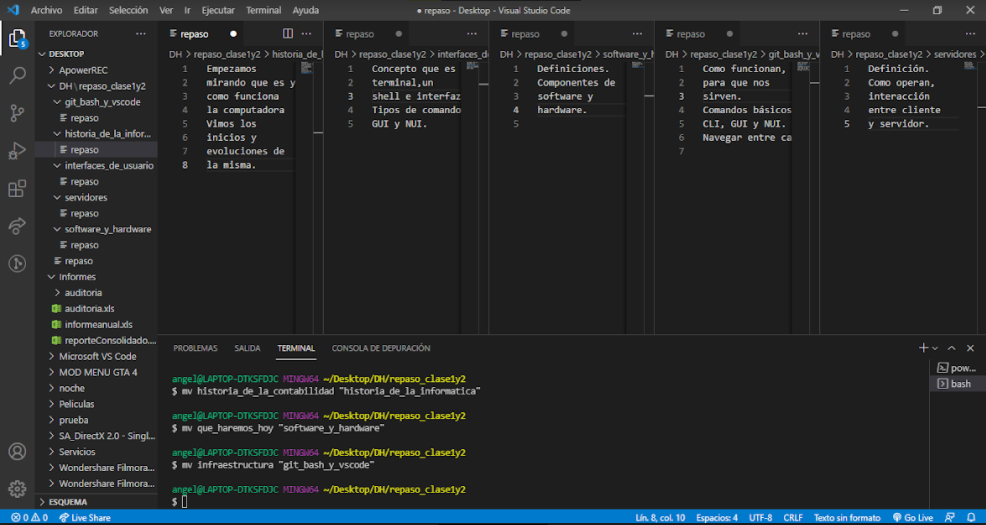 Archivo Editar Selección Ver Ir Ejecutar Terminal Ayuda
● repaso - Desktop - Visual Studio Code
EXPLORADOR
DESKTOP
ApowerREC
DH \ repaso_clase1y2
git_bash_y_vscode
repaso
historia_de_la_infor...
repaso
interfaces_de_usuario
repaso
servidores
repaso
software_y_hardware
repaso
repaso
Informes
auditoria
auditoria.xls
informeanual.xls
reporteConsolidado....
Microsoft VS Code
MOD MENU GTA 4
noche
Peliculas
prueba
SA_DirectX 2.0 - Singl...
Servicios
Wondershare Filmora...
Wondershare Filmora...
ESQUEMA
repaso
DH > repaso_clase1y2 > historia_de_l
1 Empezamos
2 mirando que es y
3 como funciona
4 la computadora
5 Vimos los
6 inicios y
7 evoluciones de
8 la misma.
repaso
DH > repaso_clase1y2 > interfaces_de
1 Concepto que es
2 terminal,un
3 shell e interfaz
4 Tipos de comando
5 GUI y NUI.
repaso
DH > repaso_clase1y2 > software_y_h
1 Definiciones.
2 Componentes de
3 software y
4 hardware.
5
repaso
DH > repaso_clase1y2 > git_bash_y_v
1 Como funcionan,
2 para que nos
3 sirven.
4 Comandos básicos
5 CLI, GUI y NUI.
6 Navegar entre ca
7
repaso
DH > repaso_clase1y2 > servidores >
1 Definición.
2 Como operan,
3 interacción
4 entre cliente
5 y servidor.
PROBLEMAS SALIDA TERMINAL CONSOLA DE DEPURACIÓN
angel@LAPTOP-DTKSFDJC MINGW64 ~/Desktop/DH/repaso_clase1y2
$ mv historia_de_la_contabilidad "historia_de_la_informatica"
angel@LAPTOP-DTKSFDJC MINGW64 ~/Desktop/DH/repaso_clase1y2
$ mv que_haremos_hoy "software_y_hardware"
angel@LAPTOP-DTKSFDJC MINGW64 ~/Desktop/DH/repaso_clase1y2
$ mv infraestructura "git_bash_y_vscode"
angel@LAPTOP-DTKSFDJC MINGW64 ~/Desktop/DH/repaso_clase1y2
$
pow...
bash
0 0 Live Share
Lín. 8, col. 10 Espacios: 4 UTF-8 CRLF Texto sin formato Go Live